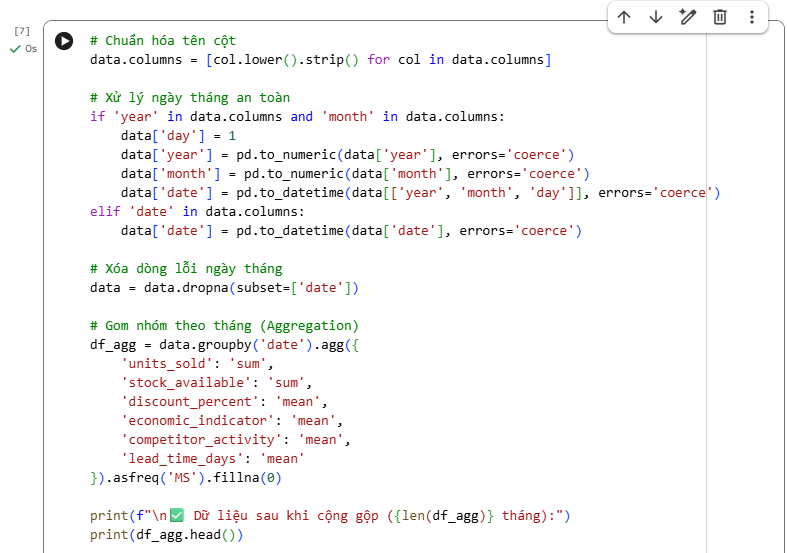 [7]
0s
# Chuẩn hóa tên cột
data.columns = [col.lower().strip() for col in data.columns]
# Xử lý ngày tháng an toàn
if 'year' in data.columns and 'month' in data.columns:
    data['day'] = 1
    data['year'] = pd.to_numeric(data['year'], errors='coerce')
    data['month'] = pd.to_numeric(data['month'], errors='coerce')
    data['date'] = pd.to_datetime(data[['year', 'month', 'day']], errors='coerce')
elif 'date' in data.columns:
    data['date'] = pd.to_datetime(data['date'], errors='coerce')
# Xóa dòng lỗi ngày tháng
data = data.dropna(subset=['date'])
# Gom nhóm theo tháng (Aggregation)
df_agg = data.groupby('date').agg({
    'units_sold': 'sum',
    'stock_available': 'sum',
    'discount_percent': 'mean',
    'economic_indicator': 'mean',
    'competitor_activity': 'mean',
    'lead_time_days': 'mean'
}).asfreq('MS').fillna(0)
print(f"\n✅ Dữ liệu sau khi cộng gộp ({len(df_agg)} tháng):")
print(df_agg.head())